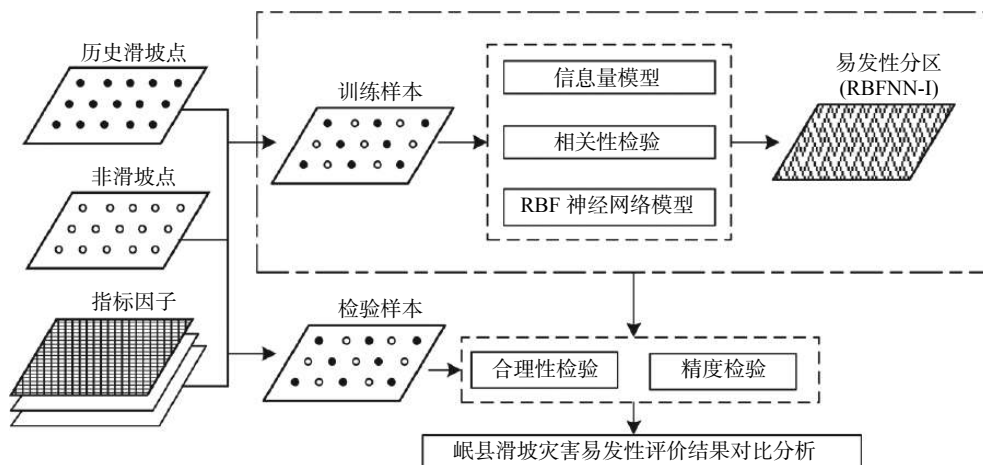 历史滑坡点
非滑坡点
指标因子
训练样本
信息量模型
相关性检验
RBF 神经网络模型
易发性分区
(RBFNN-I)
检验样本
合理性检验
精度检验
岷县滑坡灾害易发性评价结果对比分析